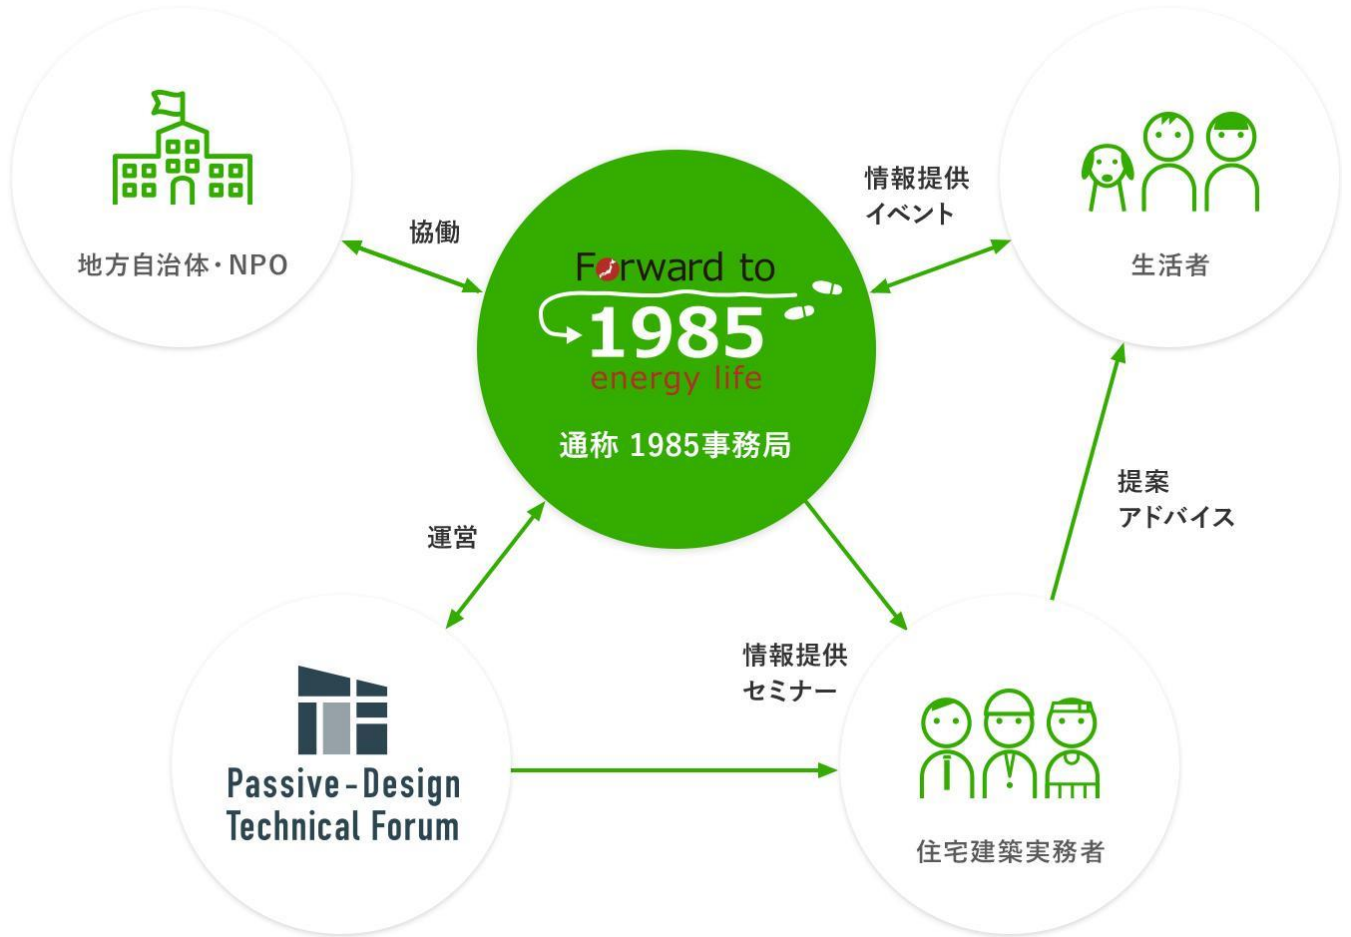 地方自治体・NPO
協働
Forward to
1985
energy life
通称 1985事務局
情報提供
イベント
生活者
提案
アドバイス
運営
情報提供
セミナー
Passive-Design
Technical Forum
住宅建築実務者